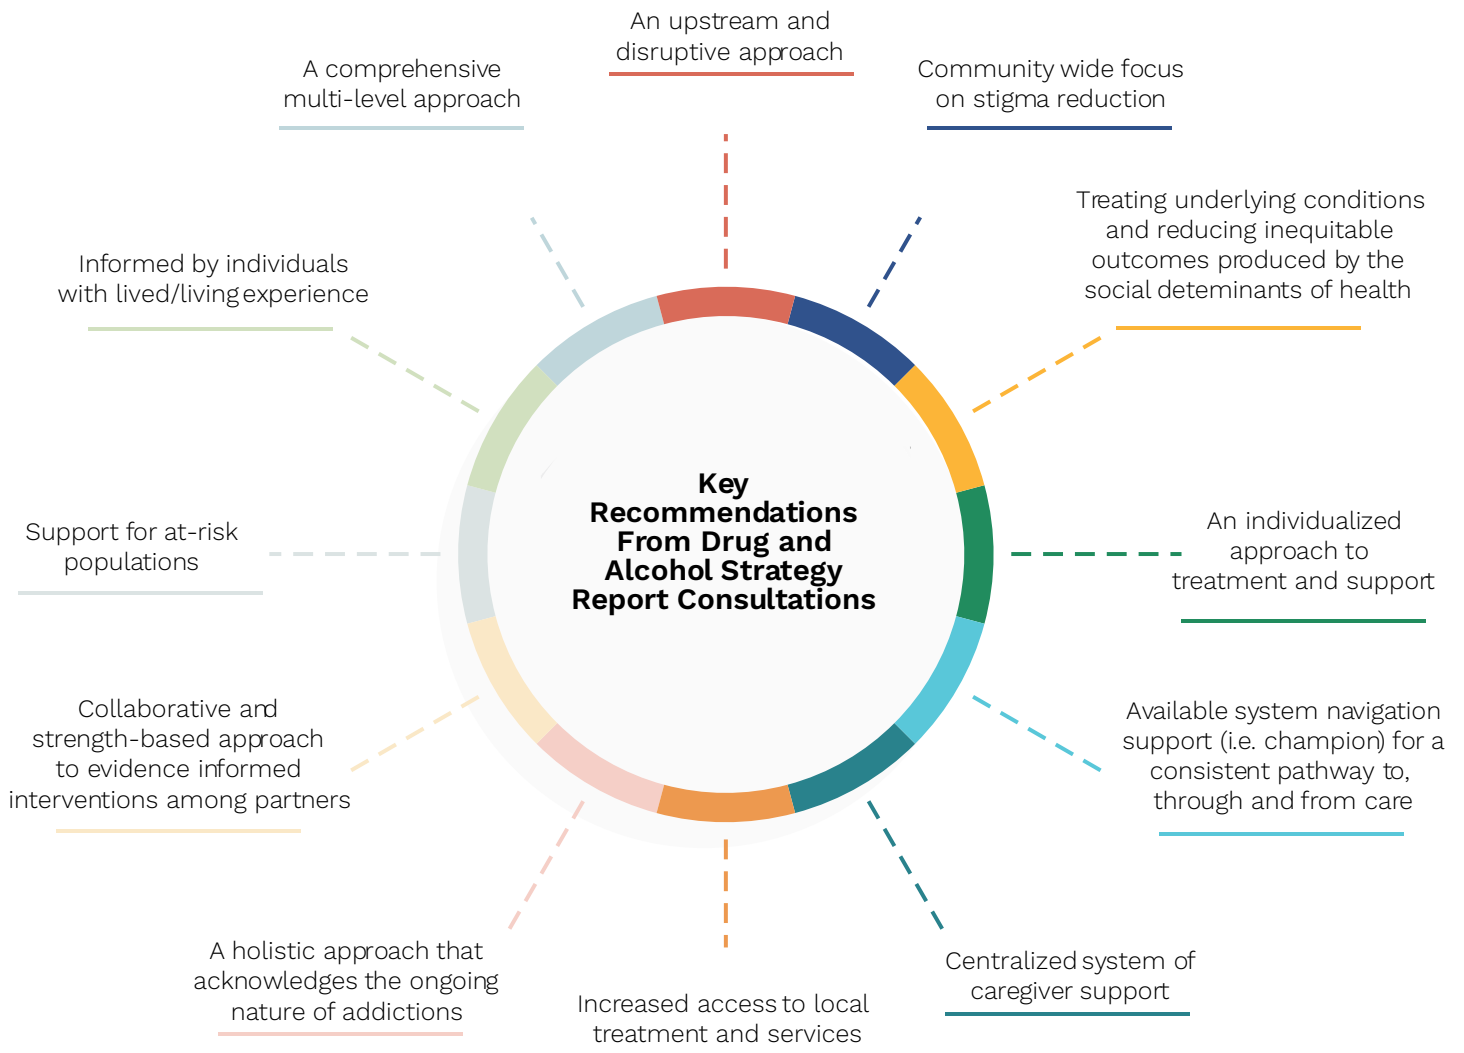 An upstream and
disruptive approach
Community wide focus
on stigma reduction
Treating underlying conditions
and reducing inequitable
outcomes produced by the
social deteminants of health
An individualized
approach to
treatment and support
Available system navigation
support (i.e. champion) for a
consistent pathway to,
through and from care
Centralized system of
caregiver support
Increased access to local
treatment and services
A holistic approach that
acknowledges the ongoing
nature of addictions
Collaborative and
strength-based approach
to evidence informed
interventions among partners
Support for at-risk
populations
Informed by individuals
with lived/living experience
A comprehensive
multi-level approach
Key
Recommendations
From Drug and
Alcohol Strategy
Report Consultations